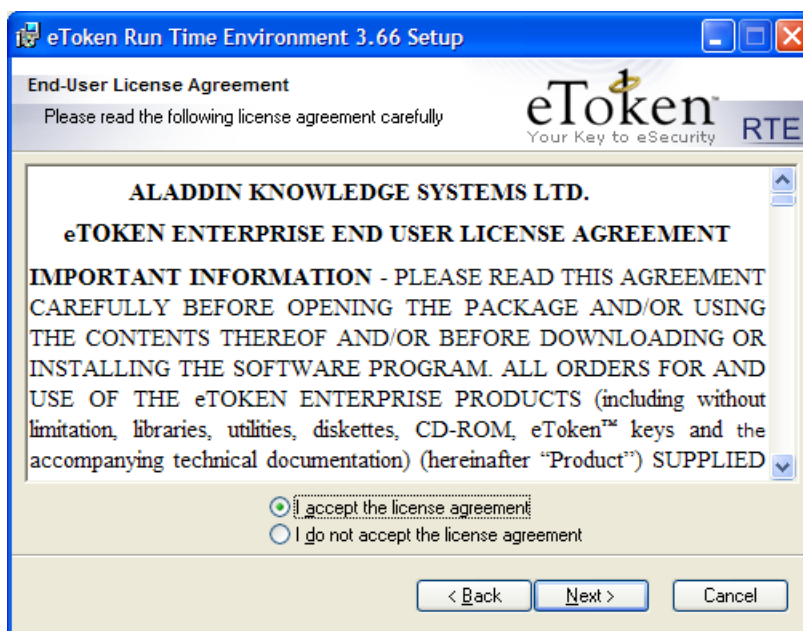 eToken Run Time Environment 3.66 Setup
End-User License Agreement
Please read the following license agreement carefully
eToken™
Your Key to eSecurity
RTE
ALADDIN KNOWLEDGE SYSTEMS LTD.
eTOKEN ENTERPRISE END USER LICENSE AGREEMENT
IMPORTANT INFORMATION - PLEASE READ THIS AGREEMENT
CAREFULLY BEFORE OPENING THE PACKAGE AND/OR USING
THE CONTENTS THEREOF AND/OR BEFORE DOWNLOADING OR
INSTALLING THE SOFTWARE PROGRAM. ALL ORDERS FOR AND
USE OF THE eTOKEN ENTERPRISE PRODUCTS (including without
limitation, libraries, utilities, diskettes, CD-ROM, eToken™ keys and the
accompanying technical documentation) (hereinafter “Product”) SUPPLIED
I accept the license agreement
I do not accept the license agreement
< Back
Next >
Cancel